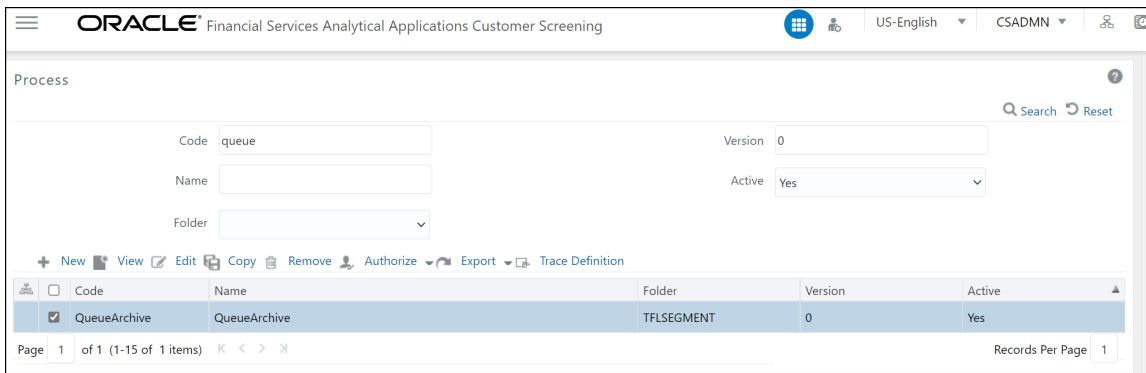 ORACLE® Financial Services Analytical Applications Customer Screening US-English CSADMN
Process
Search Reset
Code queue Version 0
Name Active Yes
Folder
New View Edit Copy Remove Authorize Export Trace Definition
Code Name Folder Version Active
QueueArchive QueueArchive TFLSEGMENT 0 Yes
Page 1 of 1 (1-15 of 1 items) Records Per Page 1